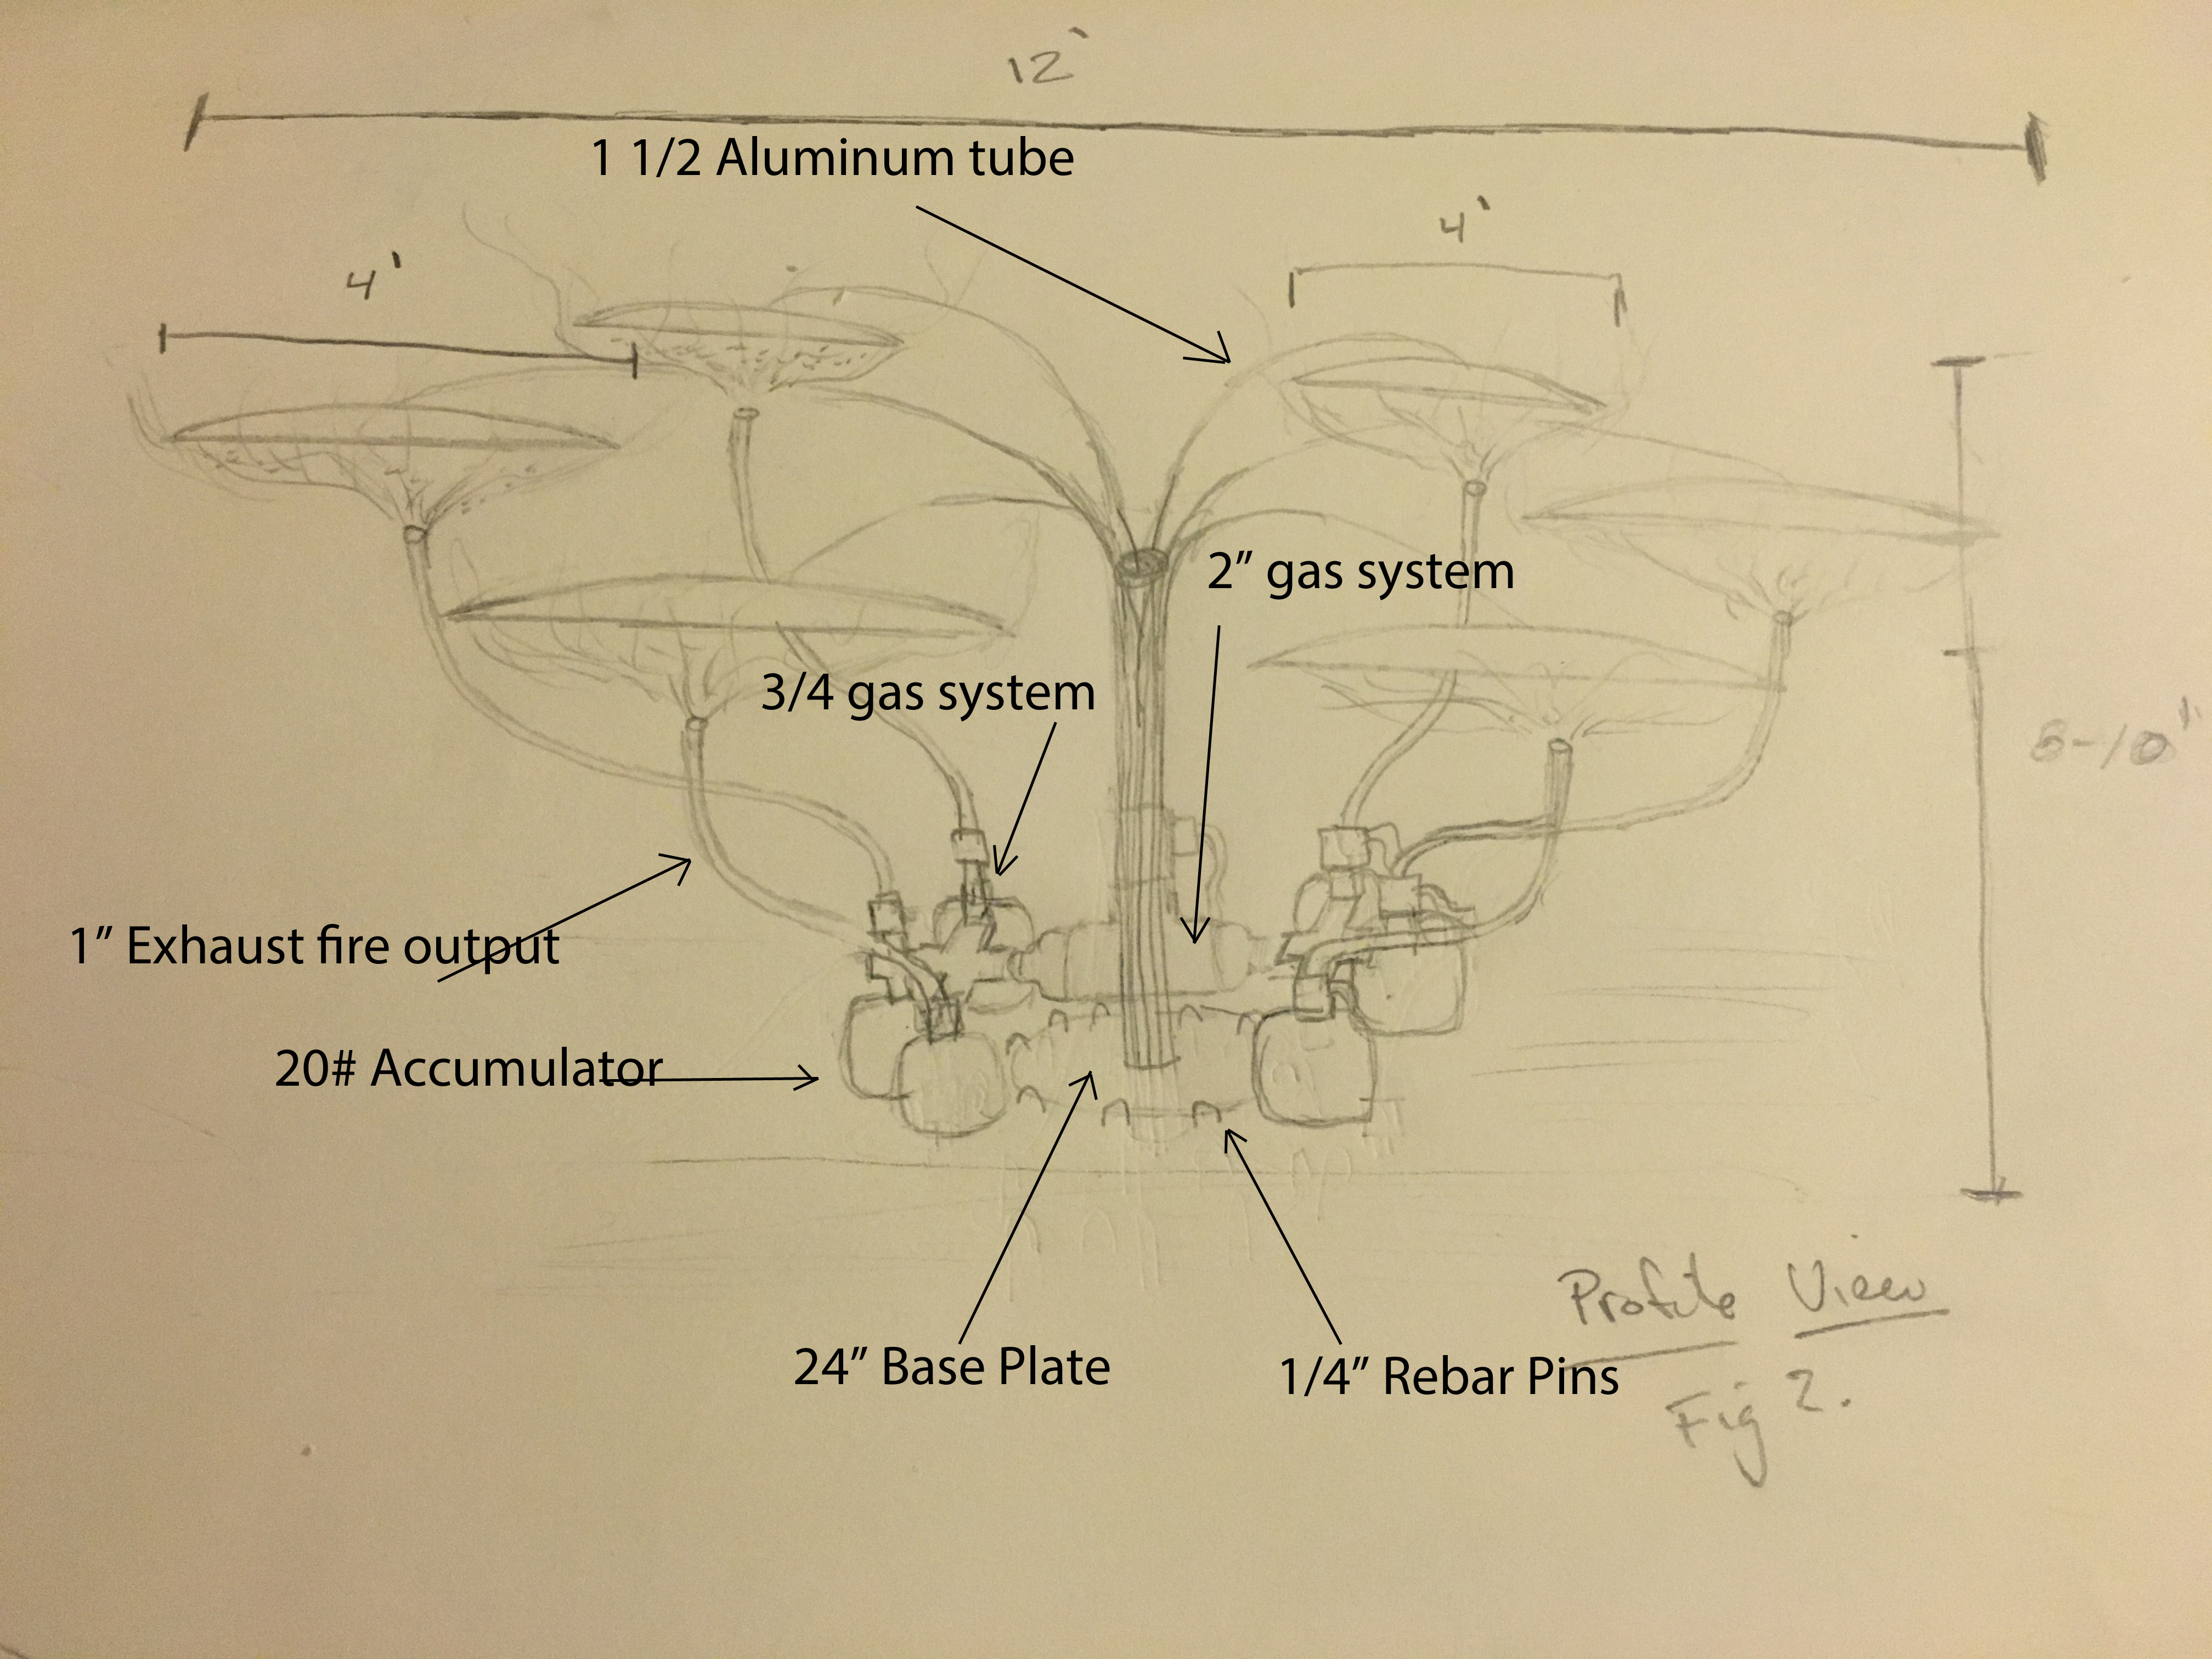 12'
1 1/2 Aluminum tube
4'
4'
2” gas system
3/4 gas system
8-10"
1” Exhaust fire output
20# Accumulator
24” Base Plate
1/4” Rebar Pins
Profile View
Fig 2.